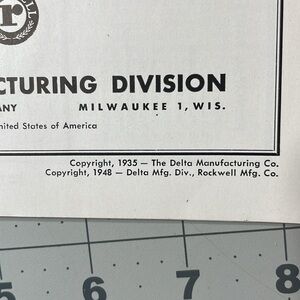 r
CTURING DIVISION
ANY MILWAUKEE 1, WIS.
nited States of America
Copyright, 1935 — The Delta Manufacturing Co.
Copyright, 1948 — Delta Mfg. Div., Rockwell Mfg. Co.
5 6 7 8